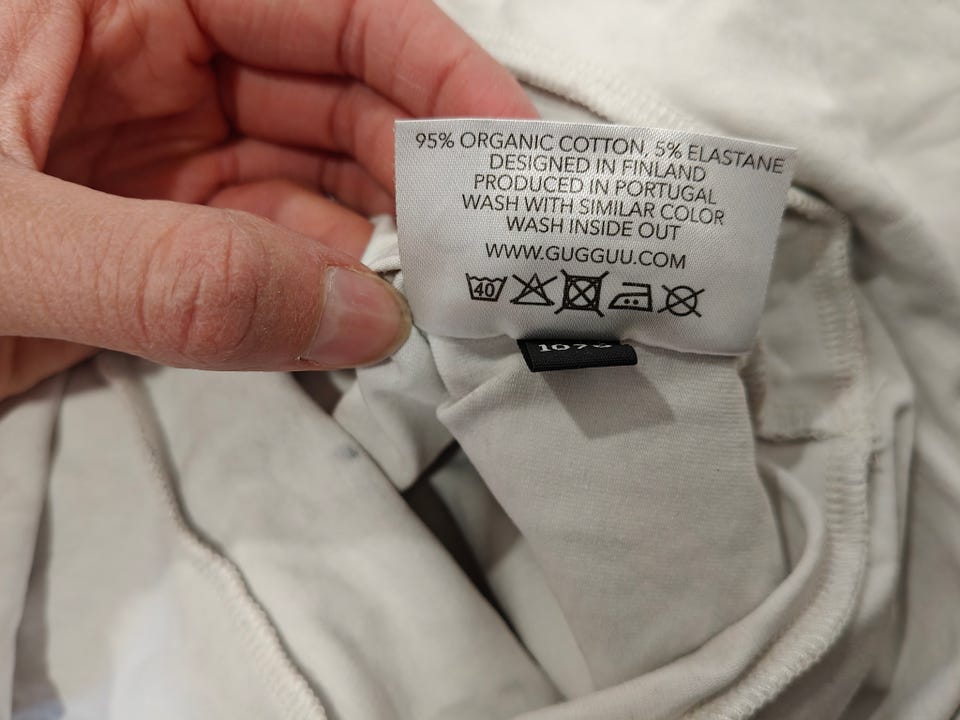 95% ORGANIC COTTON, 5% ELASTANE
DESIGNED IN FINLAND
PRODUCED IN PORTUGAL
WASH WITH SIMILAR COLOR
WASH INSIDE OUT
WWW.GUGGUU.COM
40